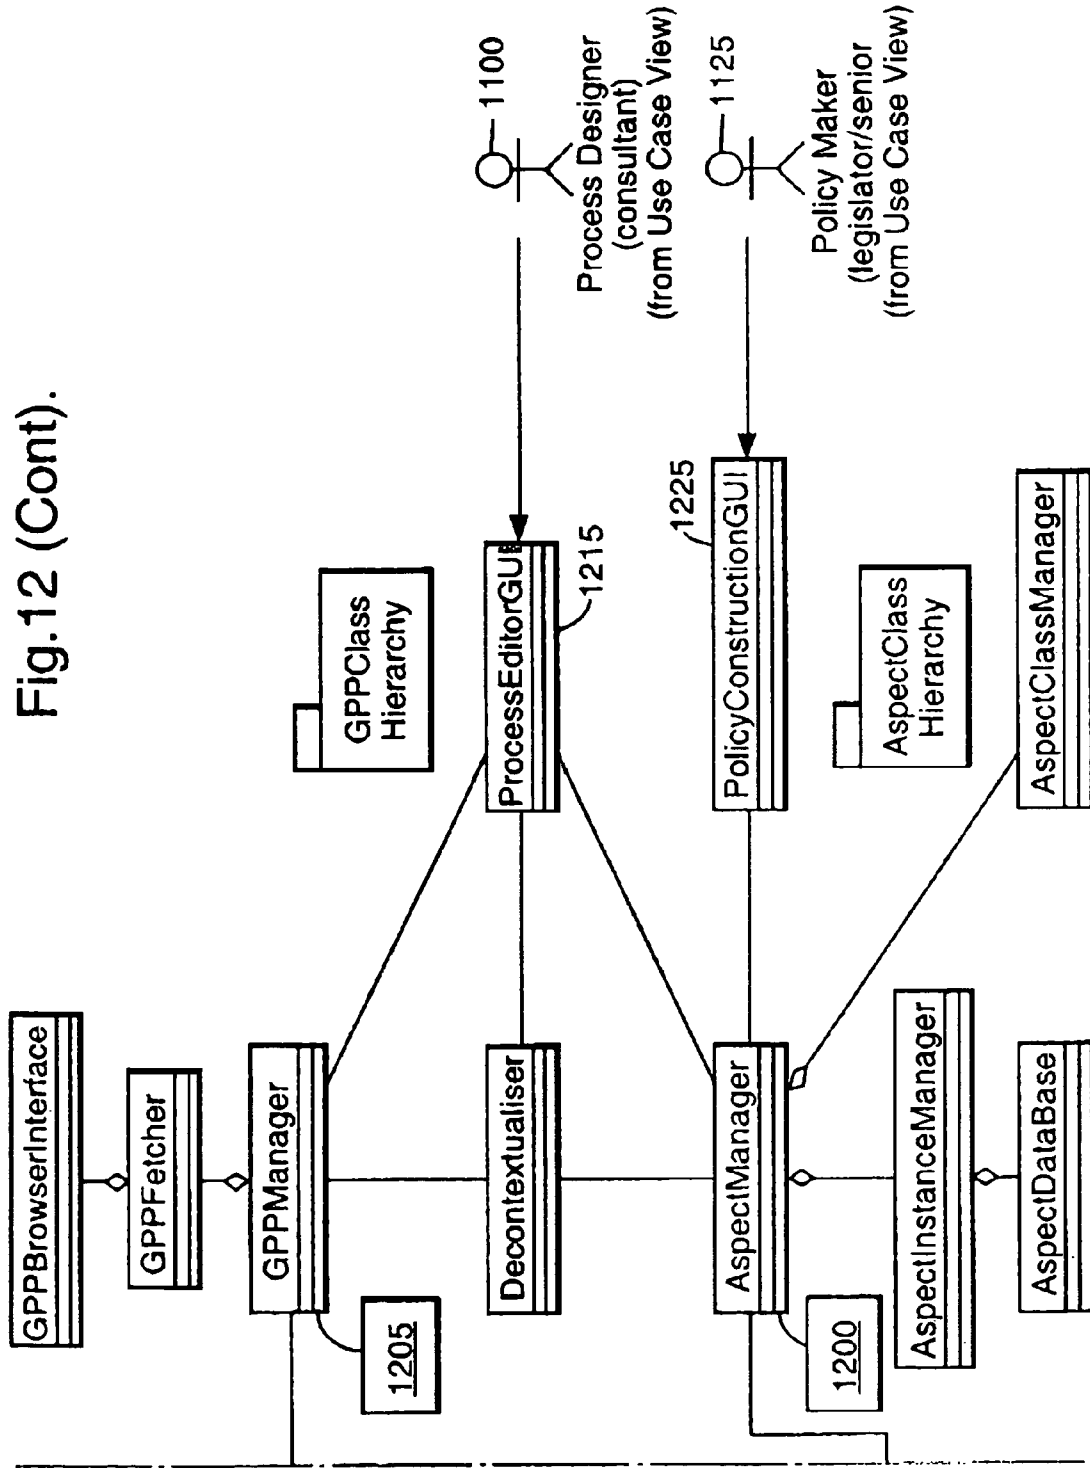 Fig.12 (Cont).
GPPBrowserInterface
GPPFetcher
GPPManager
1205
GPPClass
Hierarchy
ProcessEditorGUI
1215
1100
Process Designer
(consultant)
(from Use Case View)
Decontextualiser
1225
PolicyConstructionGUI
1125
Policy Maker
(legislator/senior
(from Use Case View)
AspectManager
1200
AspectClass
Hierarchy
AspectInstanceManager
AspectClassManager
AspectDataBase